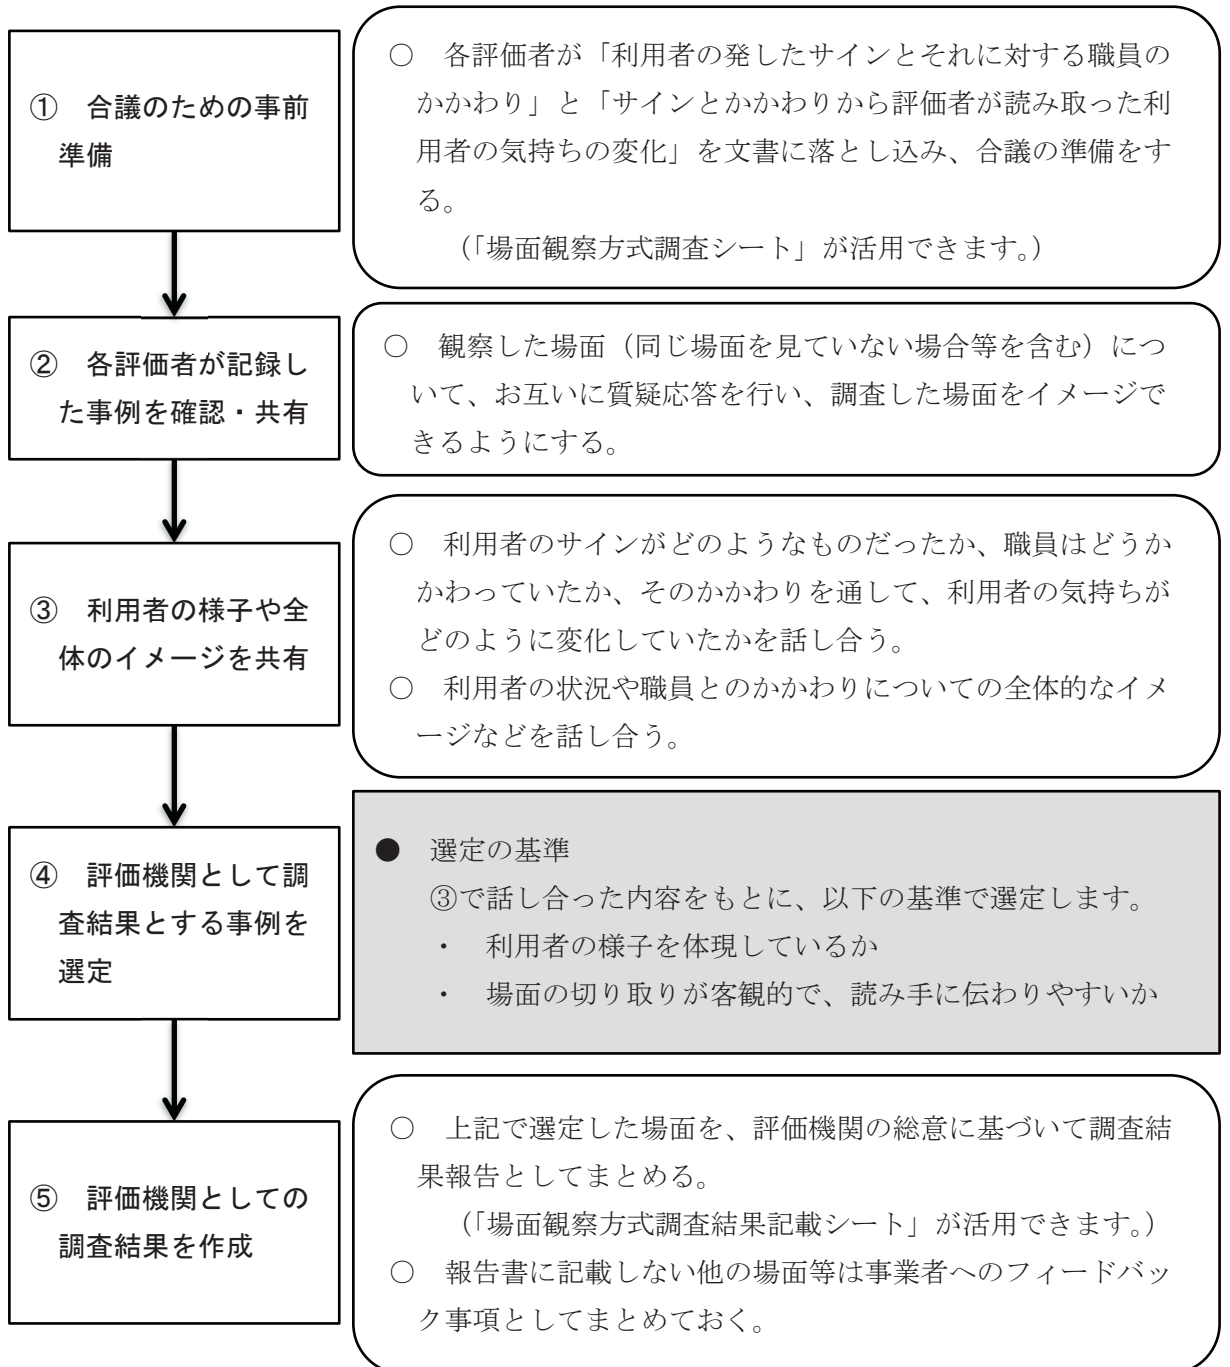 ① 合議のための事前
準備
○ 各評価者が「利用者の発したサインとそれに対する職員の
かかわり」と「サインとかかわりから評価者が読み取った利
用者の気持ちの変化」を文書に落とし込み、合議の準備をす
る。
（「場面観察方式調査シート」が活用できます。）
② 各評価者が記録し
た事例を確認・共有
○ 観察した場面（同じ場面を見ていない場合等を含む）につ
いて、お互いに質疑応答を行い、調査した場面をイメージで
きるようにする。
③ 利用者の様子や全
体のイメージを共有
○ 利用者のサインがどのようなものだったか、職員はどうか
かわっていたか、そのかかわりを通して、利用者の気持ちが
どのように変化していたかを話し合う。
○ 利用者の状況や職員とのかかわりについての全体的なイメ
ージなどを話し合う。
④ 評価機関として調
査結果とする事例を
選定
● 選定の基準
③で話し合った内容をもとに、以下の基準で選定します。
・ 利用者の様子を体現しているか
・ 場面の切り取りが客観的で、読み手に伝わりやすいか
⑤ 評価機関としての
調査結果を作成
○ 上記で選定した場面を、評価機関の総意に基づいて調査結
果報告としてまとめる。
（「場面観察方式調査結果記載シート」が活用できます。）
○ 報告書に記載しない他の場面等は事業者へのフィードバッ
ク事項としてまとめておく。